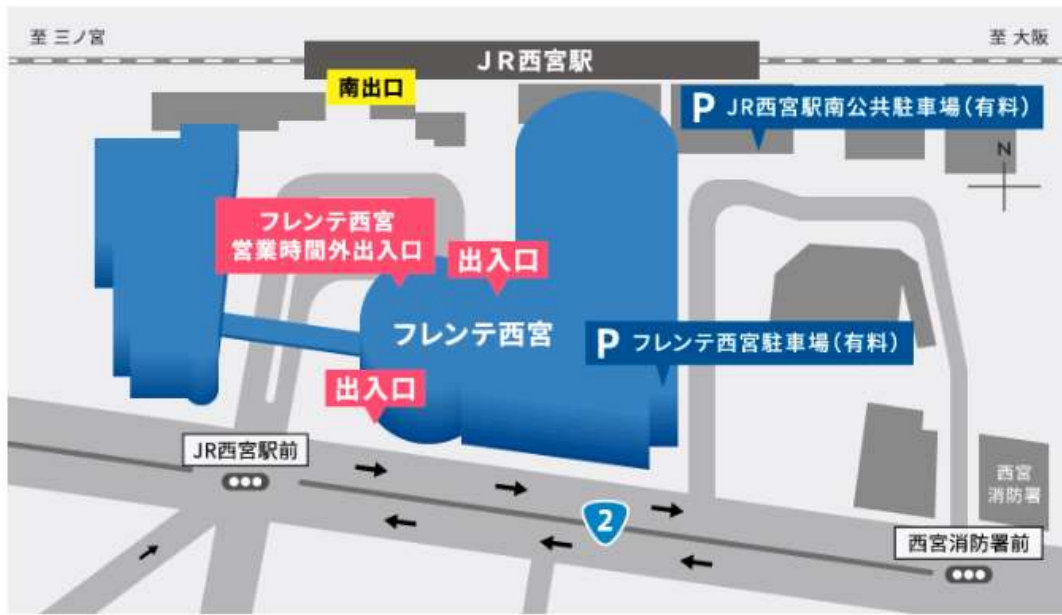 至 三ノ宮
至 大阪
JR西宮駅
南出口
P JR西宮駅南公共駐車場(有料)
N
フレンテ西宮
営業時間外出入口
出入口
フレンテ西宮
P フレンテ西宮駐車場(有料)
出入口
JR西宮駅前
西宮
消防署
2
西宮消防署前